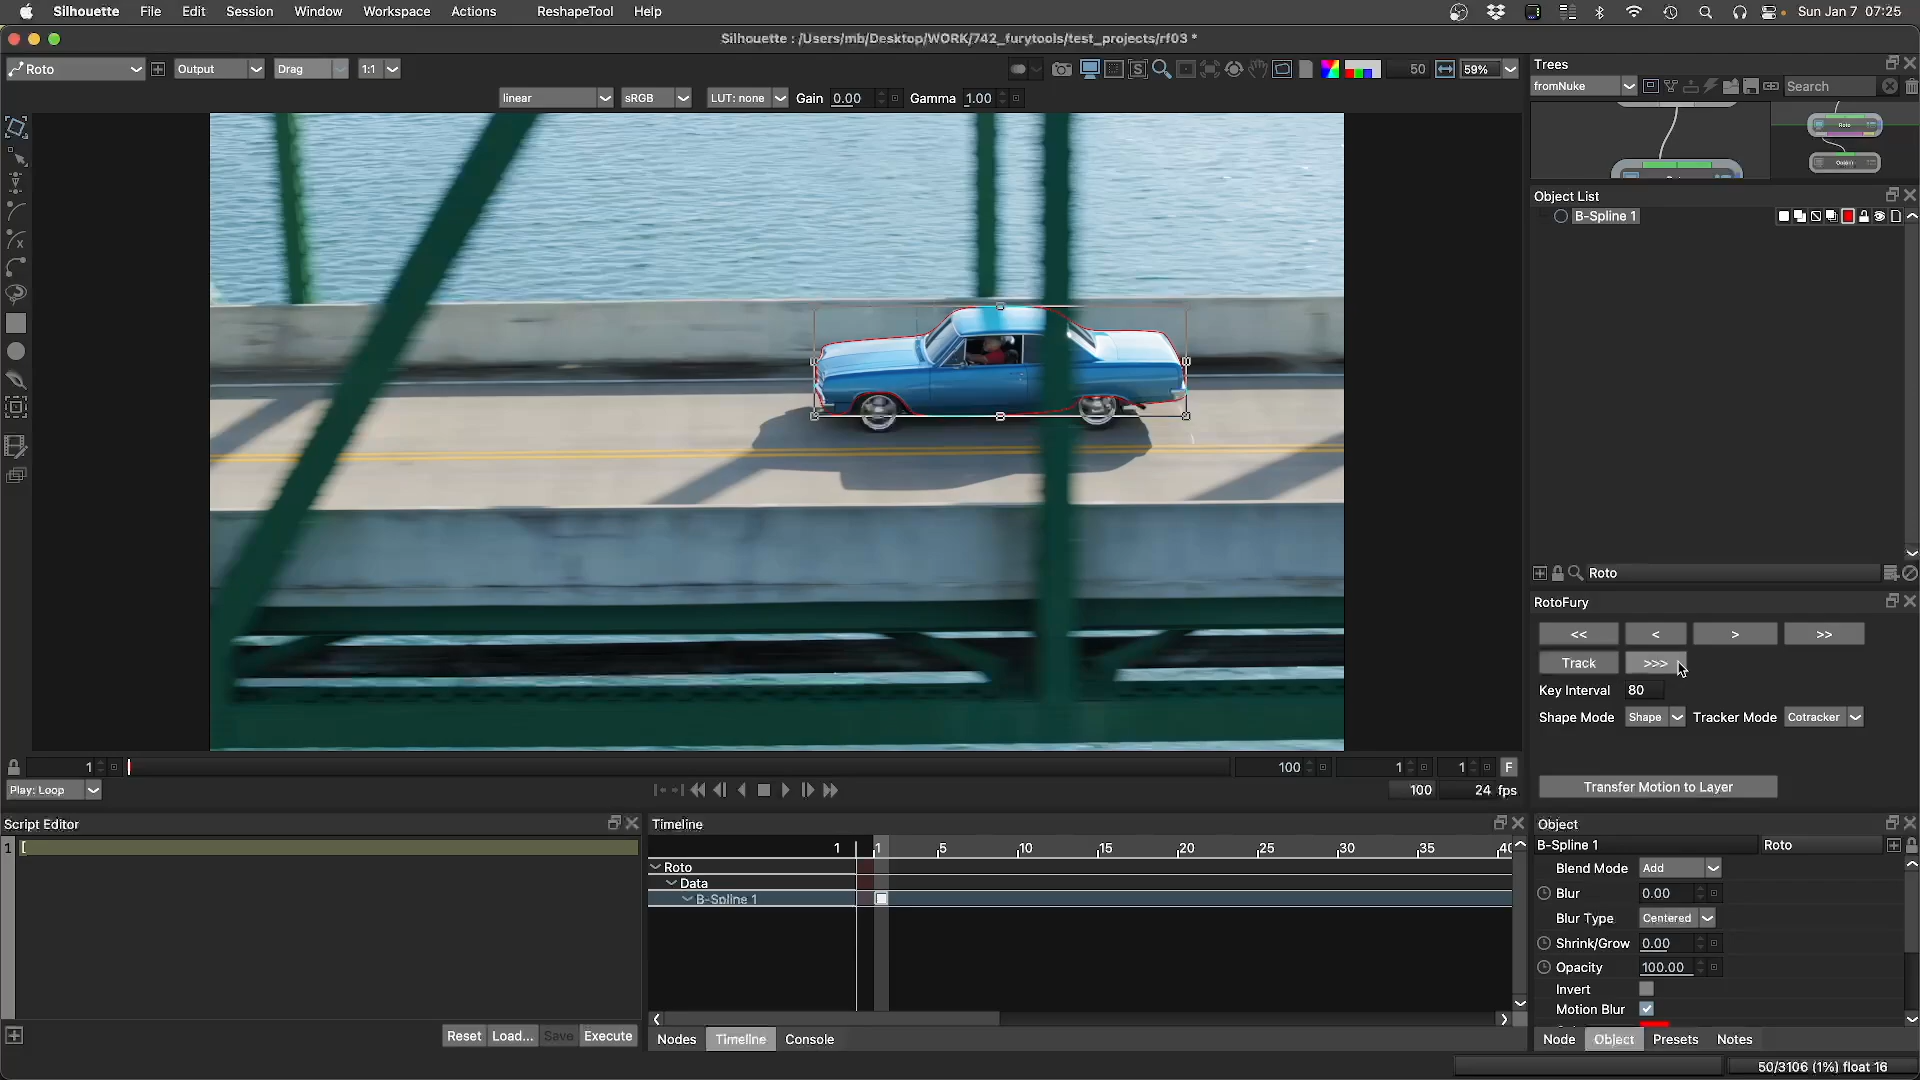 Silhouette File Edit Session Window Workspace Actions ReshapeTool Help Sun Jan 7 07:25
Silhouette : /Users/mb/Desktop/WORK/742_furytools/test_projects/rf03 *
Roto Output Drag 1:1 S 50 59%
linear sRGB LUT: none Gain 0.00 Gamma 1.00
Trees
fromNuke Search
Roto
Object List
B-Spline 1
Roto
RotoFury
<< < > >>
Track >>>
Key Interval 80
Shape Mode Shape Tracker Mode Cotracker
Transfer Motion to Layer
1 100 1 1 F
Play: Loop 100 24 fps
Script Editor
1 [
Reset Load... Save Execute
Timeline
1 1 5 10 15 20 25 30 35 40
Roto
Data
B-Spline 1
Nodes Timeline Console
Object
B-Spline 1 Roto
Blend Mode Add
Blur 0.00
Blur Type Centered
Shrink/Grow 0.00
Opacity 100.00
Invert
Motion Blur
Node Object Presets Notes
50/3106 (1%) float 16